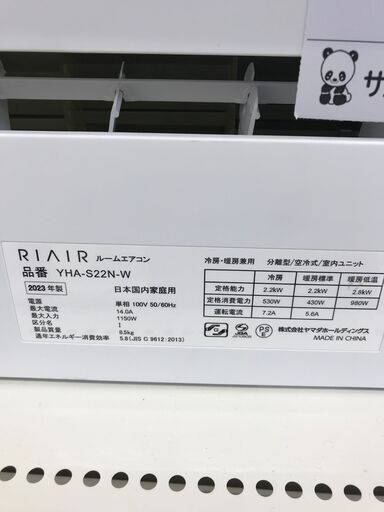 サ
RIAIR ルームエアコン
品番 YHA-S22N-W
2023年製 日本国内家庭用
電源 単相 100V 50/60Hz
最大電流 14.0A
最大入力 1150W
区分名 I
製品質量 8.5kg
通年エネルギー消費効率 5.8(JIS C 9612:2013)
冷房・暖房兼用 分離型/空冷式/室内ユニット
冷房 暖房標準 暖房低温
定格能力 2.2kW 2.2kW 2.8kW
定格消費電力 530W 430W 980W
運転電流 7.2A 5.6A
PS
E
株式会社ヤマダホールディングス
MADE IN CHINA